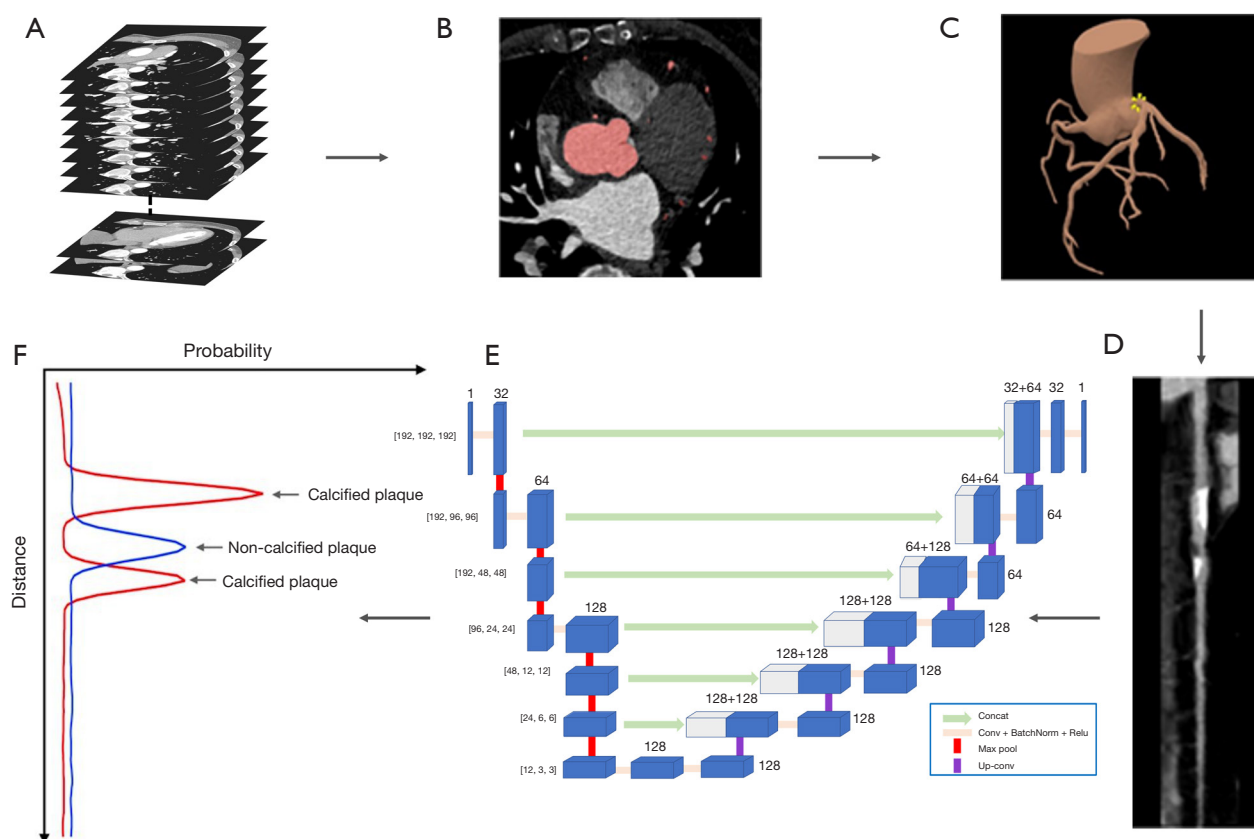 A
B
C
D
E
F
Probability
Distance
Calcified plaque
Non-calcified plaque
Calcified plaque
1
32
32+64
32
1
[192, 192, 192]
64
64+64
64
[192, 96, 96]
64+128
64
[192, 48, 48]
128
128+128
128
[96, 24, 24]
128+128
128
[48, 12, 12]
128+128
128
[24, 6, 6]
128
128
[12, 3, 3]
Concat
Conv + BatchNorm + Relu
Max pool
Up-conv